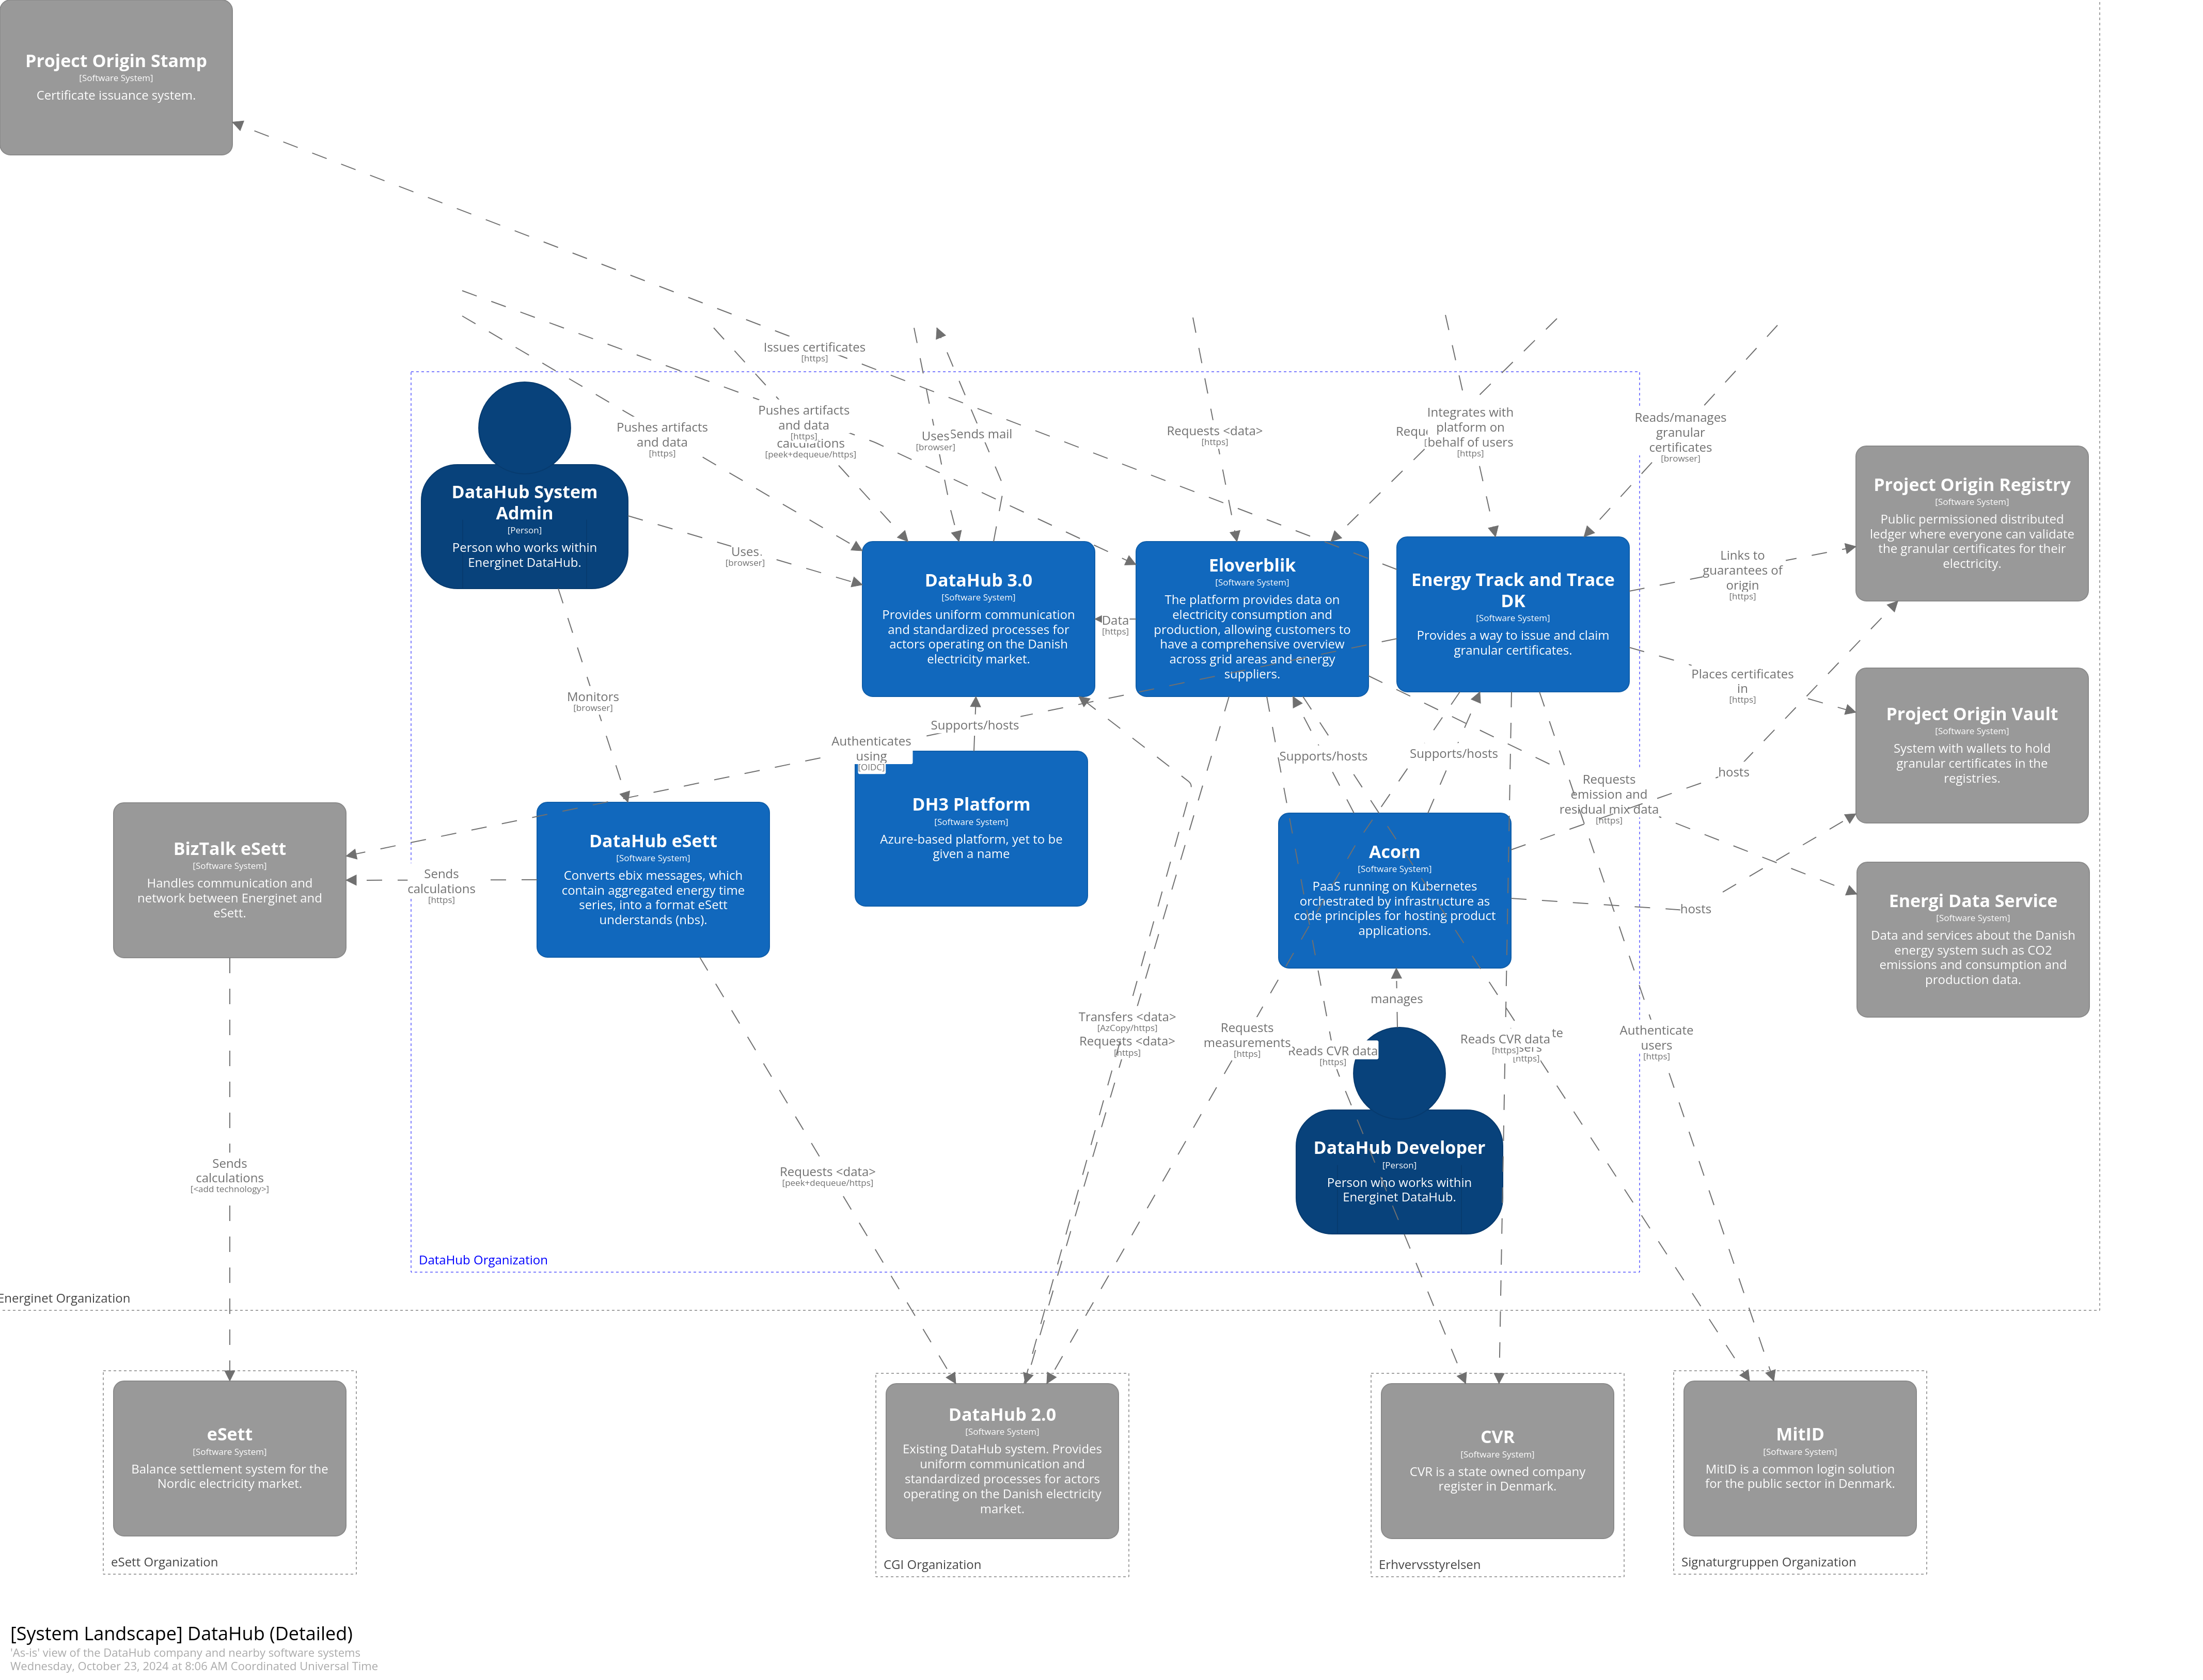 Project Origin Stamp
[Software System]
Certificate issuance system.
Issues certificates
[https]
Pushes artifacts
and data
[https]
Pushes artifacts
and data
[https]
calculations
[peek+dequeue/https]
Uses
[browser]
Sends mail
Requests <data>
[https]
Integrates with
platform on
behalf of users
[https]
Reads/manages
granular
certificates
[browser]
DataHub System
Admin
[Person]
Person who works within
Energinet DataHub.
Uses.
[browser]
Monitors
[browser]
DataHub 3.0
[Software System]
Provides uniform communication
and standardized processes for
actors operating on the Danish
electricity market.
Data
[https]
Eloverblik
[Software System]
The platform provides data on
electricity consumption and
production, allowing customers to
have a comprehensive overview
across grid areas and energy
suppliers.
Energy Track and Trace
DK
[Software System]
Provides a way to issue and claim
granular certificates.
Links to
guarantees of
origin
[https]
Project Origin Registry
[Software System]
Public permissioned distributed
ledger where everyone can validate
the granular certificates for their
electricity.
Places certificates
in
[https]
Project Origin Vault
[Software System]
System with wallets to hold
granular certificates in the
registries.
Supports/hosts
Authenticates
using
[OIDC]
Supports/hosts
Supports/hosts
hosts
Requests
emission and
residual mix data
[https]
BizTalk eSett
[Software System]
Handles communication and
network between Energinet and
eSett.
Sends
calculations
[https]
DataHub eSett
[Software System]
Converts ebix messages, which
contain aggregated energy time
series, into a format eSett
understands (nbs).
DH3 Platform
[Software System]
Azure-based platform, yet to be
given a name
Acorn
[Software System]
PaaS running on Kubernetes
orchestrated by infrastructure as
code principles for hosting product
applications.
hosts
Energi Data Service
[Software System]
Data and services about the Danish
energy system such as CO2
emissions and consumption and
production data.
manages
Transfers <data>
[AzCopy/https]
Requests <data>
[https]
Requests
measurements
[https]
Reads CVR data
[https]
Reads CVR data
[https]
[https]
Authenticate
users
[https]
DataHub Developer
[Person]
Person who works within
Energinet DataHub.
Sends
calculations
[<add technology>]
Requests <data>
[peek+dequeue/https]
DataHub Organization
Energinet Organization
eSett
[Software System]
Balance settlement system for the
Nordic electricity market.
eSett Organization
DataHub 2.0
[Software System]
Existing DataHub system. Provides
uniform communication and
standardized processes for actors
operating on the Danish electricity
market.
CGI Organization
CVR
[Software System]
CVR is a state owned company
register in Denmark.
Erhvervsstyrelsen
MitID
[Software System]
MitID is a common login solution
for the public sector in Denmark.
Signaturgruppen Organization
[System Landscape] DataHub (Detailed)
'As-is' view of the DataHub company and nearby software systems
Wednesday, October 23, 2024 at 8:06 AM Coordinated Universal Time